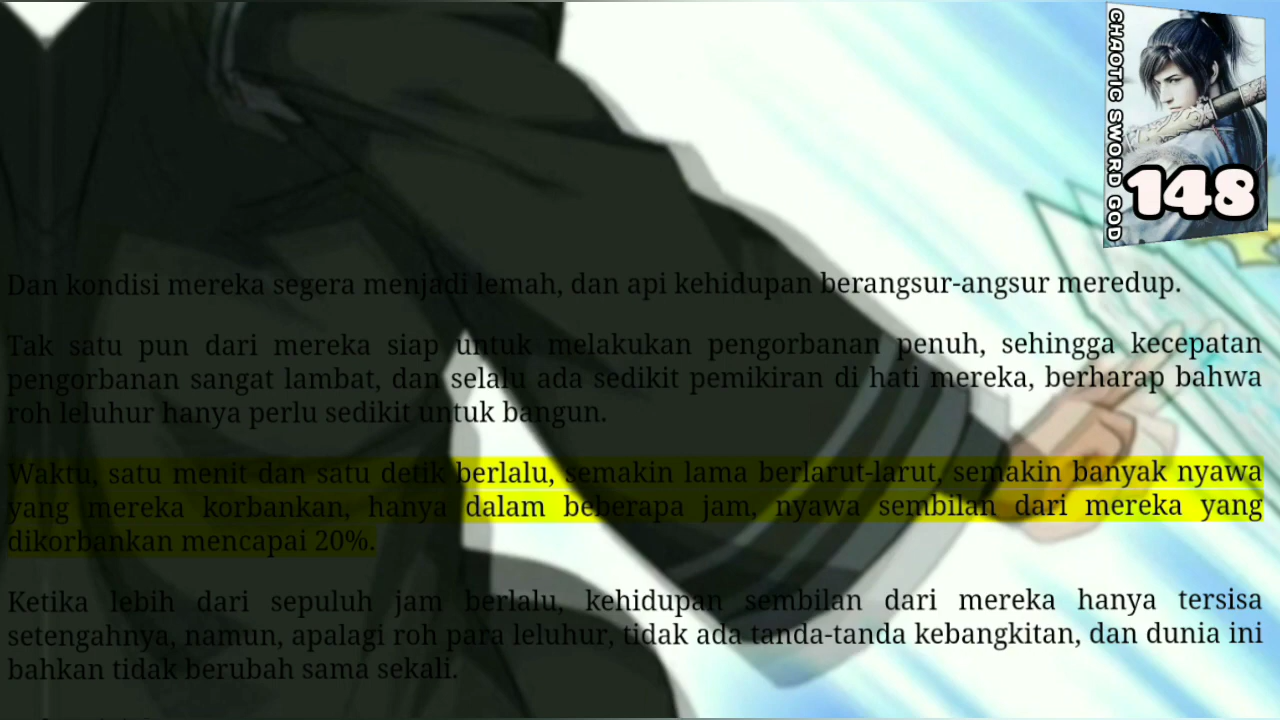 CHAOTIC SWORD GOD
148
Dan kondisi mereka segera menjadi lemah, dan api kehidupan berangsur-angsur meredup.
Tak satu pun dari mereka siap untuk melakukan pengorbanan penuh, sehingga kecepatan
pengorbanan sangat lambat, dan selalu ada sedikit pemikiran di hati mereka, berharap bahwa
roh leluhur hanya perlu sedikit untuk bangun.
Waktu, satu menit dan satu detik berlalu, semakin lama berlarut-larut, semakin banyak nyawa
yang mereka korbankan, hanya dalam beberapa jam, nyawa sembilan dari mereka yang
dikorbankan mencapai 20%.
Ketika lebih dari sepuluh jam berlalu, kehidupan sembilan dari mereka hanya tersisa
setengahnya, namun, apalagi roh para leluhur, tidak ada tanda-tanda kebangkitan, dan dunia ini
bahkan tidak berubah sama sekali.